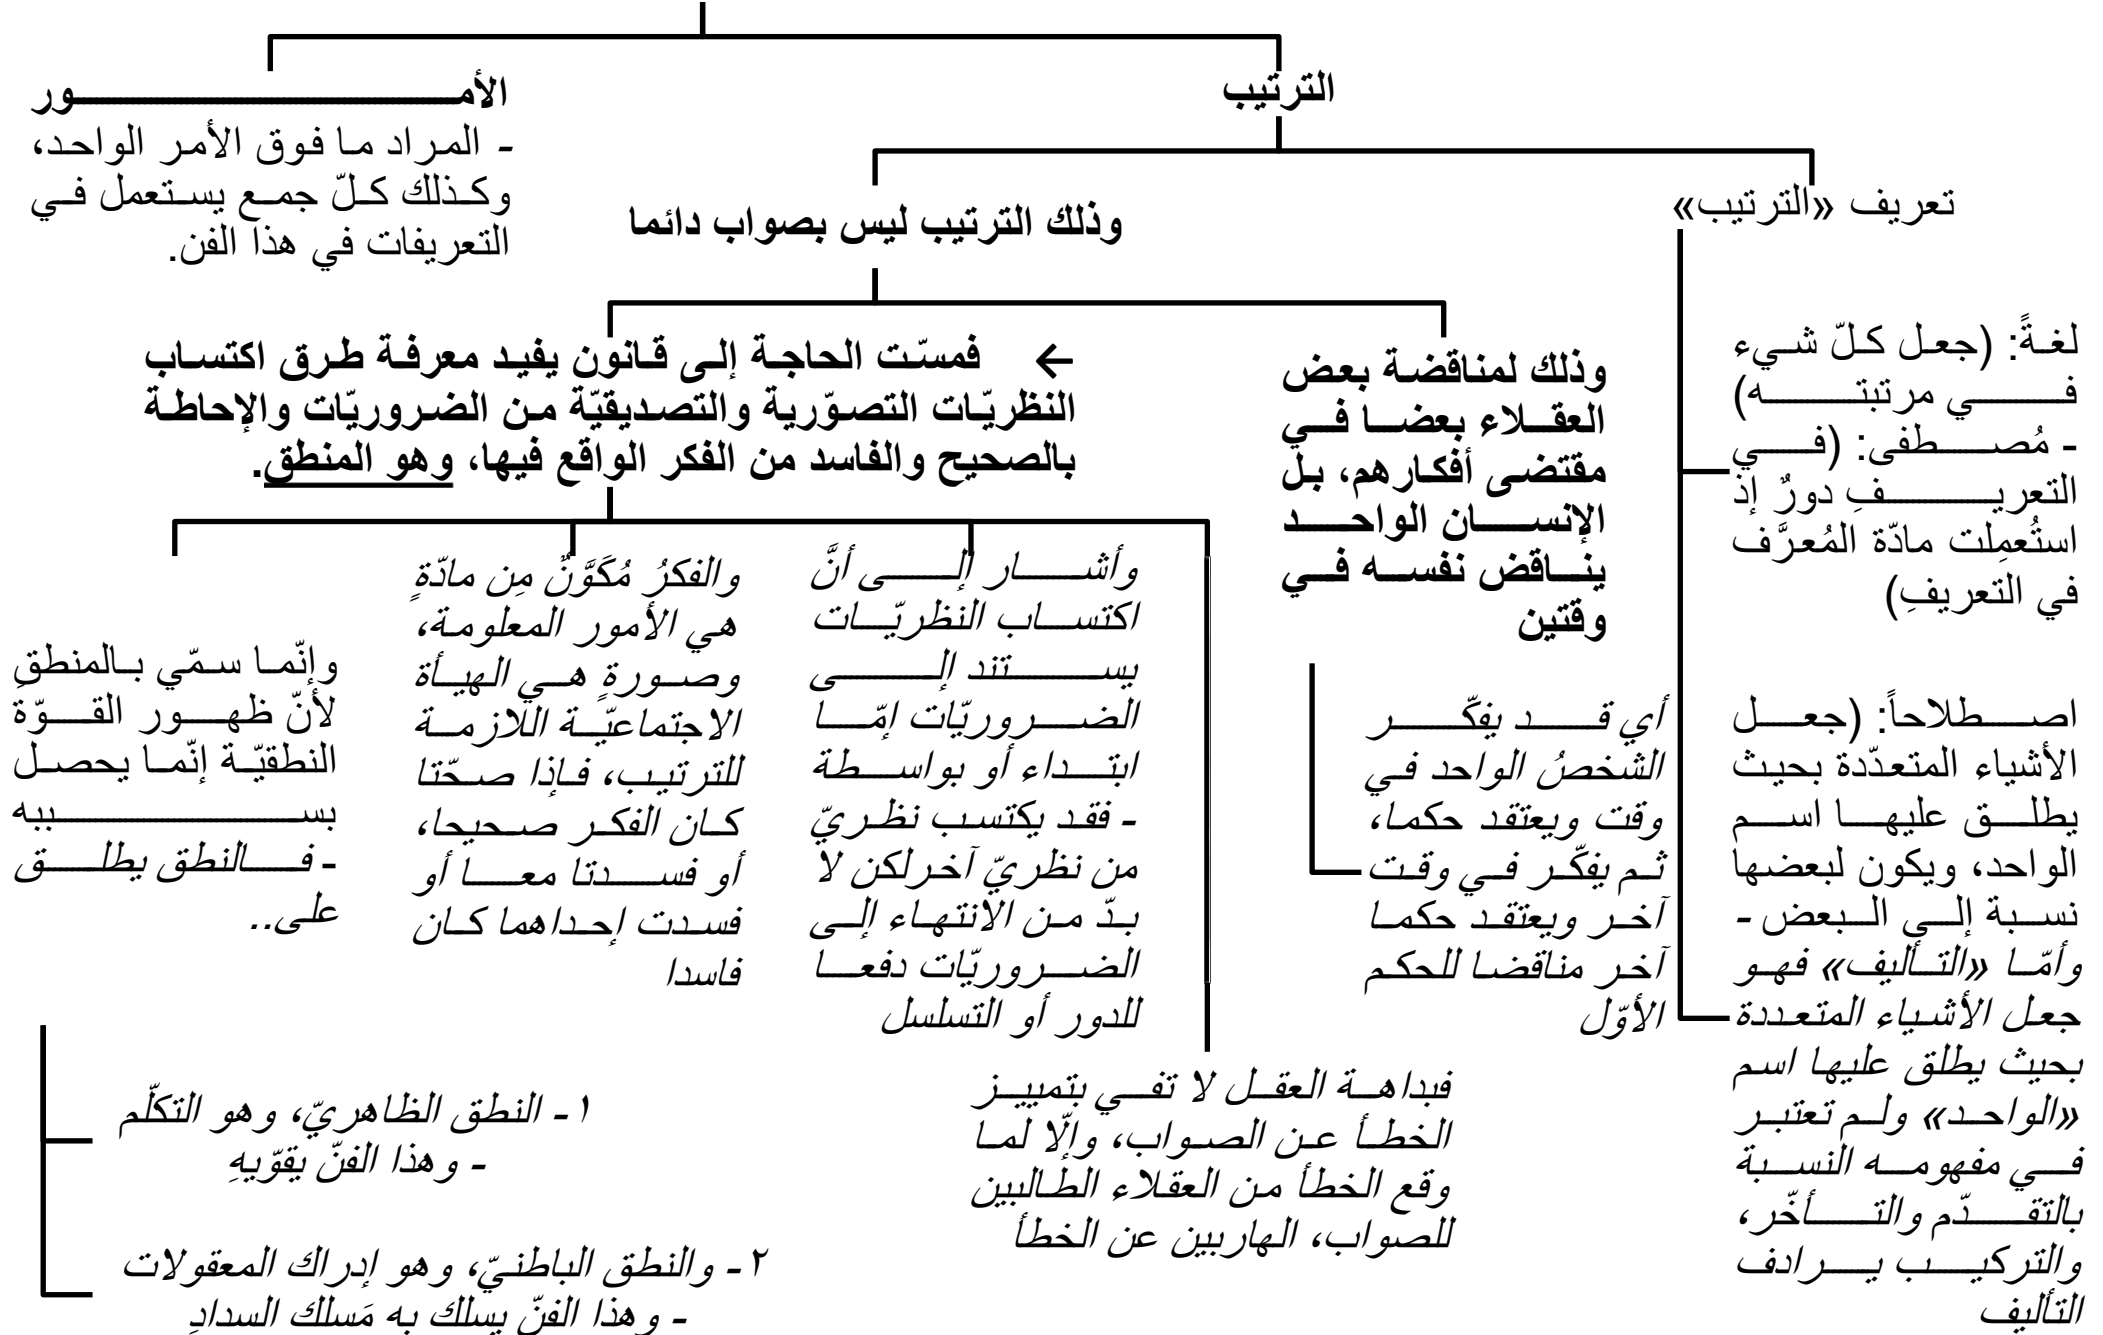 الترتيب
الأمور
تعريف «الترتيب»
وذلك الترتيب ليس بصواب دائما
- المراد ما فوق الأمر الواحد،
وكذلك كلّ جمع يستعمل في
التعريفات في هذا الفن.
لغةً: (جعل كلّ شيء
في مرتبته)
- مُصطفى: (في
التعريفِ دورٌ إذ
استُعمِلت مادّة المُعرَّف
في التعريفِ)
اصطلاحاً: (جعل
الأشياء المتعدّدة بحيث
يطلق عليها اسم
الواحد، ويكون لبعضها
نسبة إلى البعض -
وأمّا «التأليف» فهو
جعل الأشياء المتعددة
بحيث يطلق عليها اسم
«الواحد» ولم تعتبر
في مفهومه النسبة
بالتقدّم والتأخّر،
والتركيب يرادف
التأليف
وذلك لمناقضة بعض
العقلاء بعضا في
مقتضى أفكارهم، بل
الإنسان الواحد
يناقض نفسه في
وقتين
أي قد يفكّر
الشخصُ الواحد في
وقت ويعتقد حكما،
ثم يفكّر في وقت
آخر ويعتقد حكما
آخر مناقضا للحكم
الأوّل
← فمسّت الحاجة إلى قانون يفيد معرفة طرق اكتساب
النظريّات التصوّرية والتصديقيّة من الضروريّات والإحاطة
بالصحيح والفاسد من الفكر الواقع فيها، وهو المنطق.
فبداهة العقل لا تفي بتمييز
الخطأ عن الصواب، وإلّا لما
وقع الخطأ من العقلاء الطالبين
للصواب، الهاربين عن الخطأ
وأشار إلى أنَّ
اكتساب النظريّات
يستند إلى
الضروريّات إمّا
ابتداء أو بواسطة
- فقد يكتسب نظريّ
من نظريّ آخرلكن لا
بدّ من الانتهاء إلى
الضروريّات دفعا
للدور أو التسلسل
والفكرُ مُكَوَّنٌ مِن مادّةٍ
هي الأمور المعلومة،
وصورةٍ هي الهيأة
الاجتماعيّة اللازمة
للترتيب، فإذا صحّتا
كان الفكر صحيحا،
أو فسدتا معا أو
فسدت إحداهما كان
فاسدا
وإنّما سمّي بالمنطقِ
لأنّ ظهور القوّة
النطقيّة إنّما يحصل
بسببه
- فالنطق يطلق
على..
١- النطق الظاهريّ، وهو التكلّم
- وهذا الفنّ يقوّيهِ
٢- والنطق الباطنيّ، وهو إدراك المعقولات
- وهذا الفنّ يسلك به مَسلك السدادِ